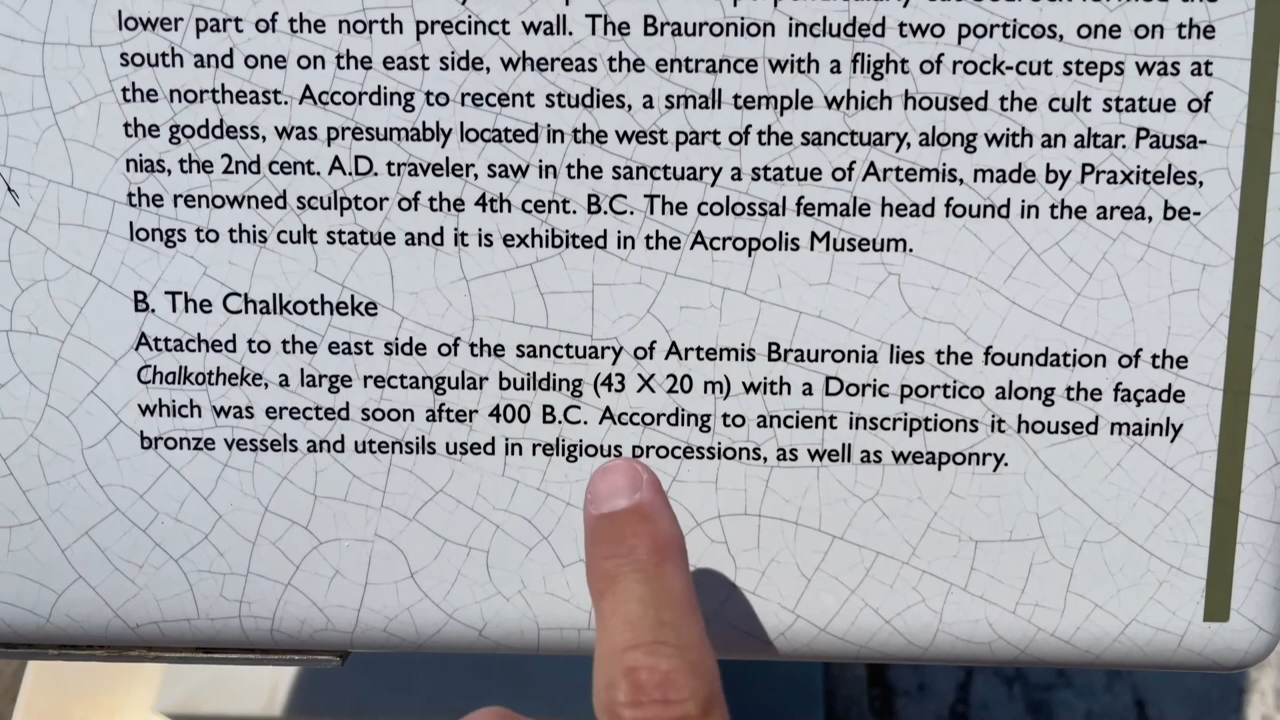 lower part of the north precinct wall. The Brauronion included two porticos, one on the
south and one on the east side, whereas the entrance with a flight of rock-cut steps was at
the northeast. According to recent studies, a small temple which housed the cult statue of
the goddess, was presumably located in the west part of the sanctuary, along with an altar. Pausa-
nias, the 2nd cent. A.D. traveler, saw in the sanctuary a statue of Artemis, made by Praxiteles,
the renowned sculptor of the 4th cent. B.C. The colossal female head found in the area, be-
longs to this cult statue and it is exhibited in the Acropolis Museum.
B. The Chalkotheke
Attached to the east side of the sanctuary of Artemis Brauronia lies the foundation of the
Chalkotheke, a large rectangular building (43 X 20 m) with a Doric portico along the façade
which was erected soon after 400 B.C. According to ancient inscriptions it housed mainly
bronze vessels and utensils used in religious processions, as well as weaponry.